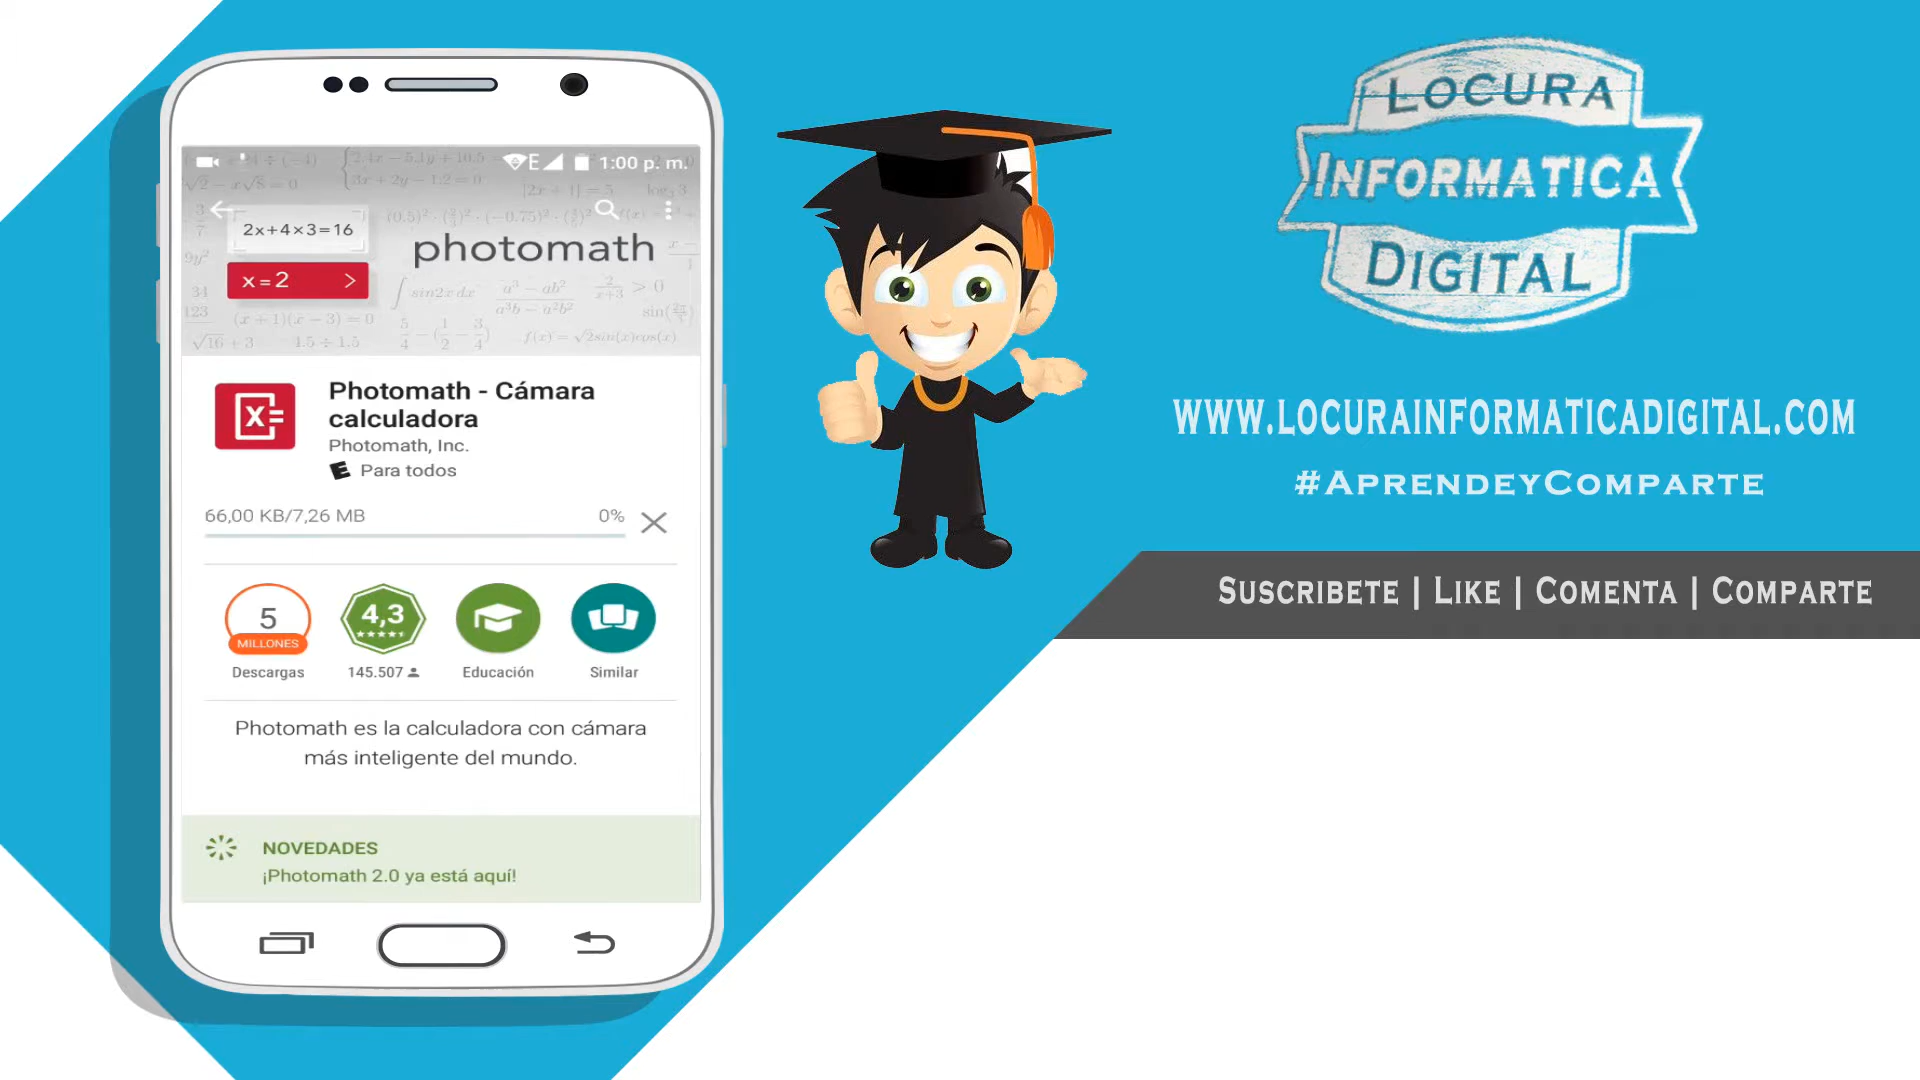 1:00 p. m.
2x+4×3=16
photomath
x=2
Photomath - Cámara
calculadora
Photomath, Inc.
E Para todos
66,00 KB/7,26 MB 0%
5
MILLONES
Descargas
4,3
145.507
Educación
Similar
Photomath es la calculadora con cámara
más inteligente del mundo.
NOVEDADES
¡Photomath 2.0 ya está aquí!
LOCURA
INFORMATICA
DIGITAL
WWW.LOCURAINFORMATICADIGITAL.COM
#APRENDEYCOMPARTE
SUSCRIBETE | LIKE | COMENTA | COMPARTE